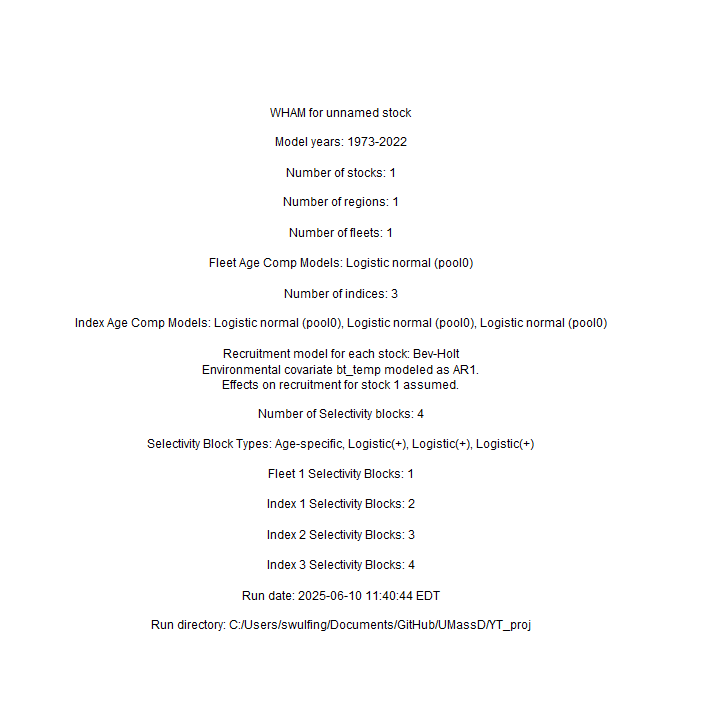 WHAM for unnamed stock
Model years: 1973-2022
Number of stocks: 1
Number of regions: 1
Number of fleets: 1
Fleet Age Comp Models: Logistic normal (pool0)
Number of indices: 3
Index Age Comp Models: Logistic normal (pool0), Logistic normal (pool0), Logistic normal (pool0)
Recruitment model for each stock: Bev-Holt
Environmental covariate bt_temp modeled as AR1.
Effects on recruitment for stock 1 assumed.
Number of Selectivity blocks: 4
Selectivity Block Types: Age-specific, Logistic(+), Logistic(+), Logistic(+)
Fleet 1 Selectivity Blocks: 1
Index 1 Selectivity Blocks: 2
Index 2 Selectivity Blocks: 3
Index 3 Selectivity Blocks: 4
Run date: 2025-06-10 11:40:44 EDT
Run directory: C:/Users/swulfing/Documents/GitHub/UMassD/YT_proj